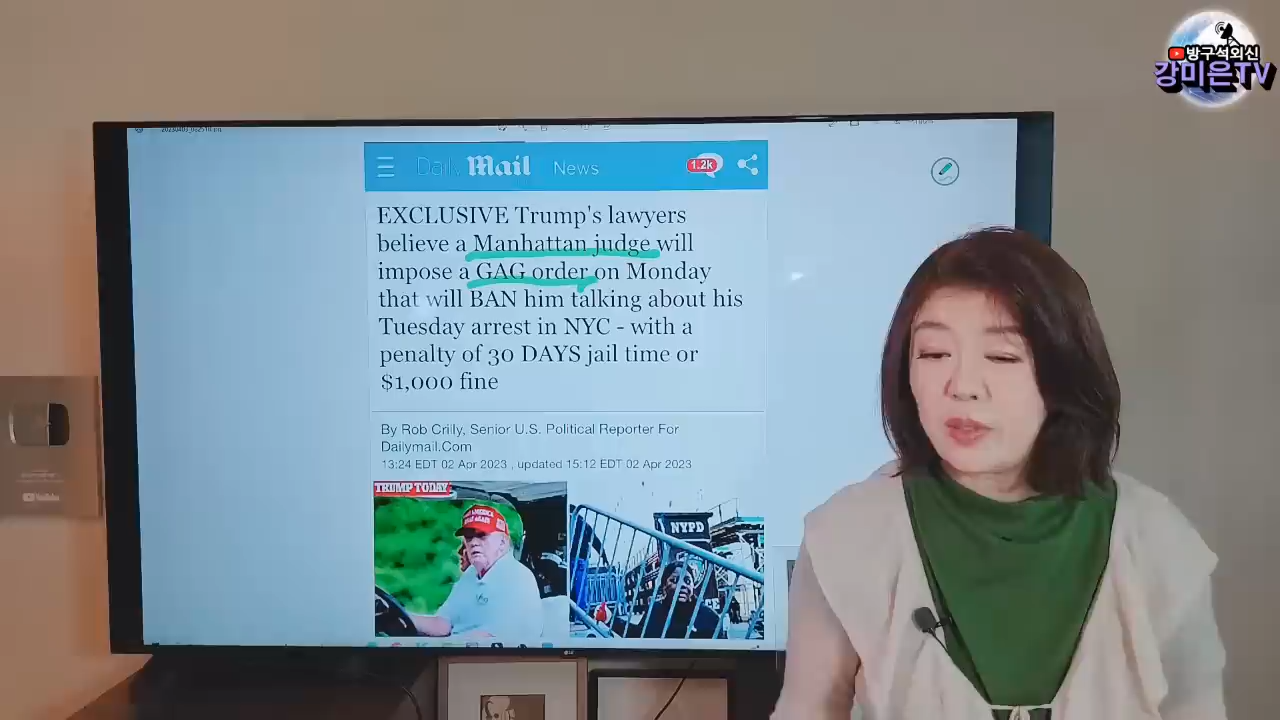 방구석외신
강미은TV
Daily Mail News
1.2k
EXCLUSIVE Trump's lawyers
believe a Manhattan judge will
impose a GAG order on Monday
that will BAN him talking about his
Tuesday arrest in NYC - with a
penalty of 30 DAYS jail time or
$1,000 fine
By Rob Crilly, Senior U.S. Political Reporter For
Dailymail.Com
13:24 EDT 02 Apr 2023 , updated 15:12 EDT 02 Apr 2023
TRUMP TODAY
NYPD
YouTube
LG